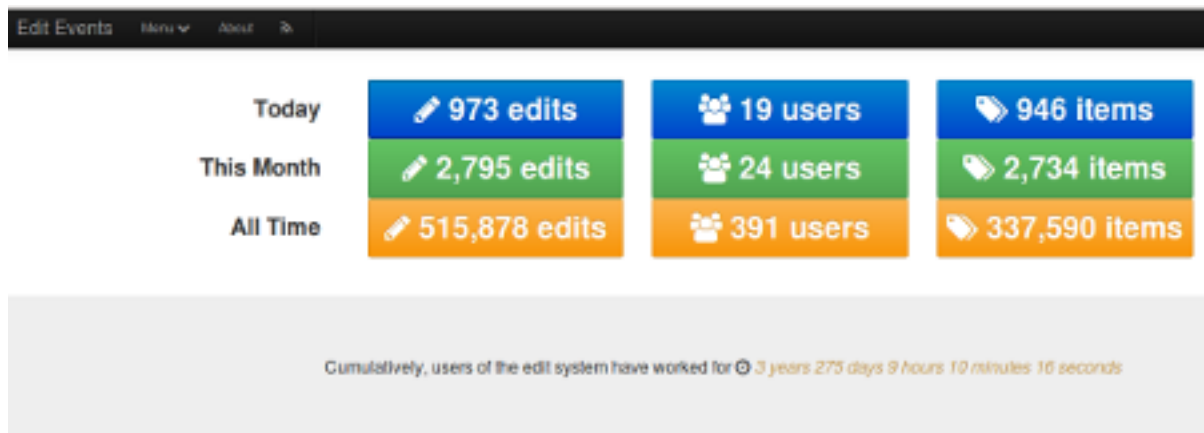 Edit Events Menu About
Today 973 edits 19 users 946 items
This Month 2,795 edits 24 users 2,734 items
All Time 515,878 edits 391 users 337,590 items
Cumulatively, users of the edit system have worked for 3 years 275 days 9 hours 10 minutes 16 seconds